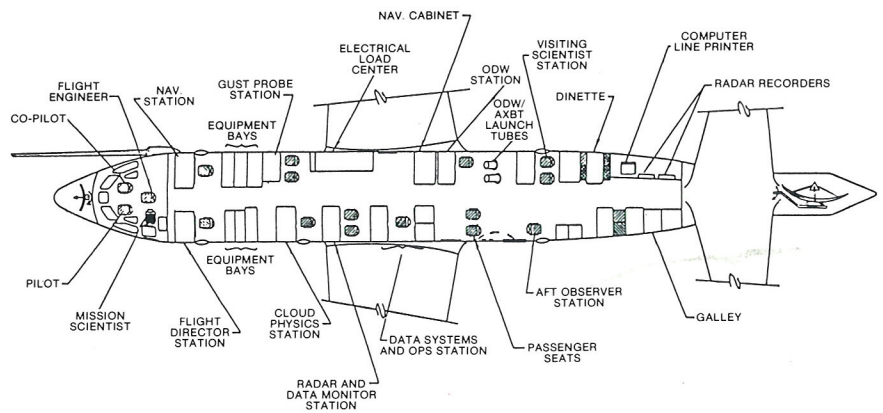 NAV. CABINET
ELECTRICAL
LOAD
CENTER
ODW
STATION
VISITING
SCIENTIST
STATION
COMPUTER
LINE PRINTER
FLIGHT
ENGINEER
NAV.
STATION
GUST PROBE
STATION
ODW/
AXBT
LAUNCH
TUBES
DINETTE
RADAR RECORDERS
CO-PILOT
EQUIPMENT
BAYS
EQUIPMENT
BAYS
PILOT
MISSION
SCIENTIST
FLIGHT
DIRECTOR
STATION
CLOUD
PHYSICS
STATION
RADAR AND
DATA MONITOR
STATION
DATA SYSTEMS
AND OPS STATION
PASSENGER
SEATS
AFT OBSERVER
STATION
GALLEY